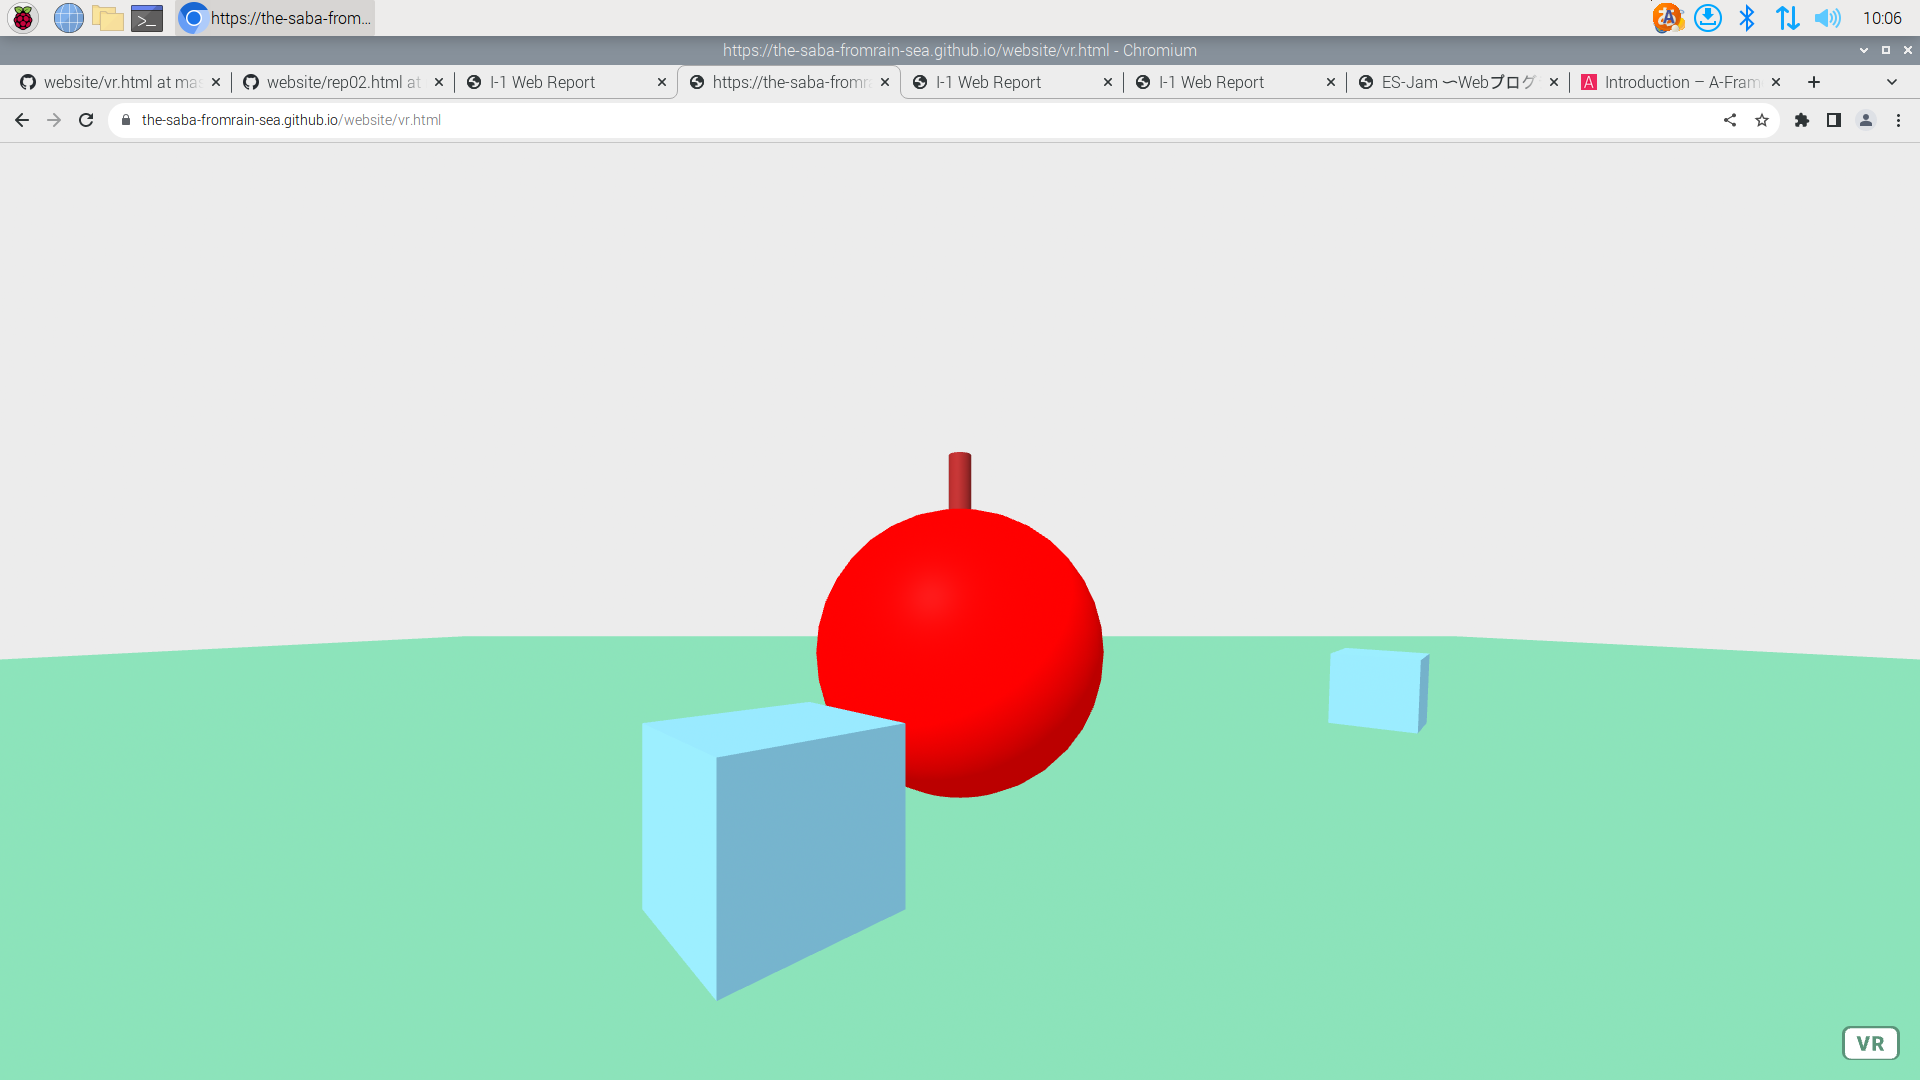 https://the-saba-from... 10:06
https://the-saba-fromrain-sea.github.io/website/vr.html - Chromium
website/vr.html at mas website/rep02.html at I-1 Web Report https://the-saba-fromra I-1 Web Report I-1 Web Report ES-Jam 〜Webプログ Introduction – A-Fram
the-saba-fromrain-sea.github.io/website/vr.html
VR